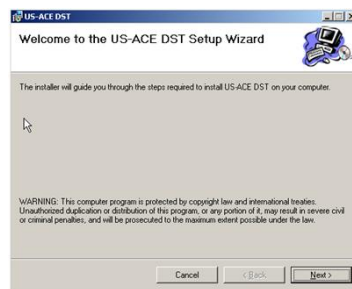 US-ACE DST
Welcome to the US-ACE DST Setup Wizard
The installer will guide you through the steps required to install US-ACE DST on your computer.
WARNING: This computer program is protected by copyright law and international treaties.
Unauthorized duplication or distribution of this program, or any portion of it, may result in severe civil
or criminal penalties, and will be prosecuted to the maximum extent possible under the law.
Cancel
< Back
Next >